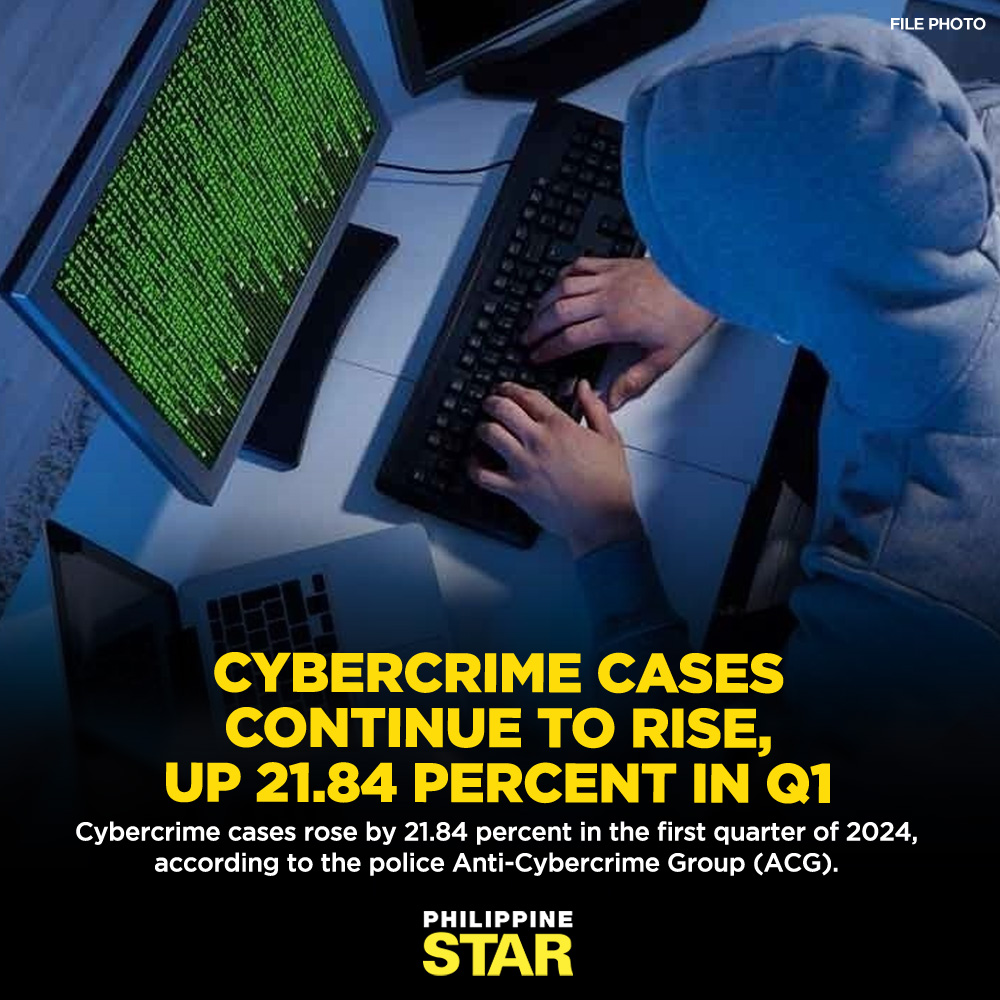 FILE PHOTO
CYBERCRIME CASES
CONTINUE TO RISE,
UP 21.84 PERCENT IN Q1
Cybercrime cases rose by 21.84 percent in the first quarter of 2024,
according to the police Anti-Cybercrime Group (ACG).
PHILIPPINE
STAR